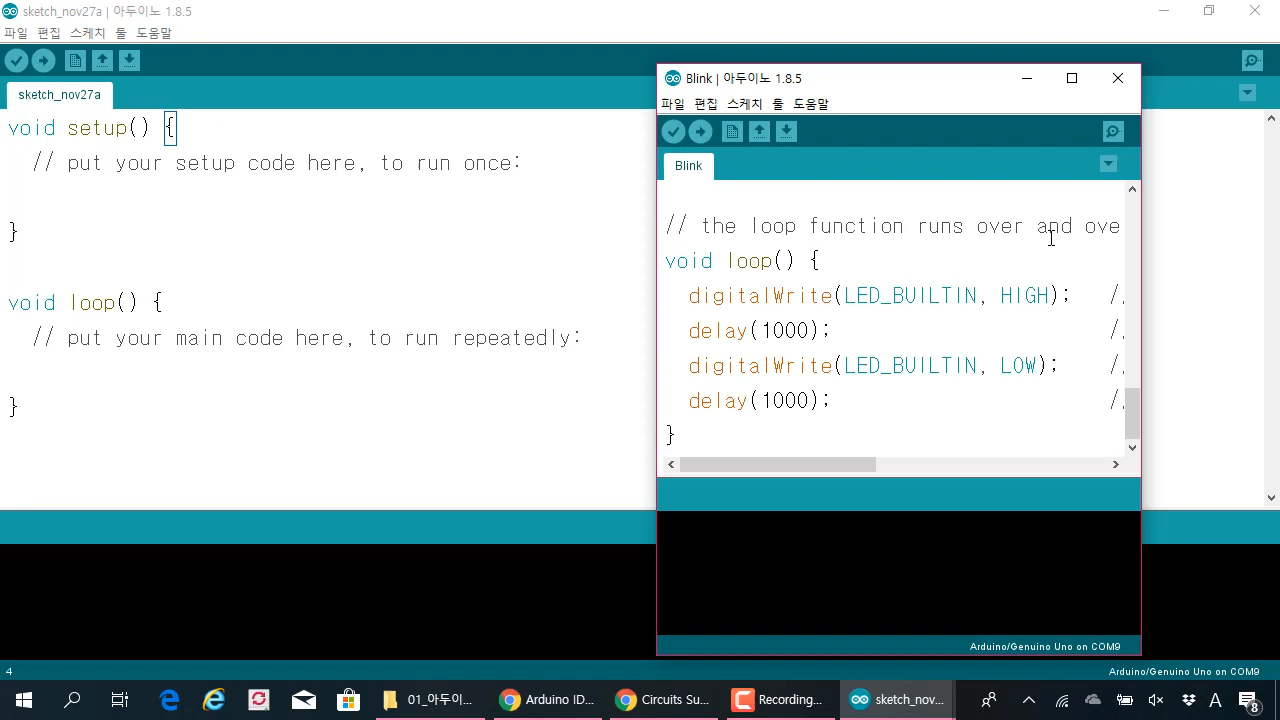 sketch_nov27a | 아두이노 1.8.5
파일 편집 스케치 툴 도움말
sketch_nov27a
void setup() {
// put your setup code here, to run once:
}
void loop() {
// put your main code here, to run repeatedly:
}
4
Arduino/Genuino Uno on COM9
Blink | 아두이노 1.8.5
파일 편집 스케치 툴 도움말
Blink
// the loop function runs over and ove
void loop() {
digitalWrite(LED_BUILTIN, HIGH); //
delay(1000); //
digitalWrite(LED_BUILTIN, LOW); //
delay(1000); //
}
Arduino/Genuino Uno on COM9
01_아두이... Arduino ID... Circuits Su... Recording... sketch_nov... A 8